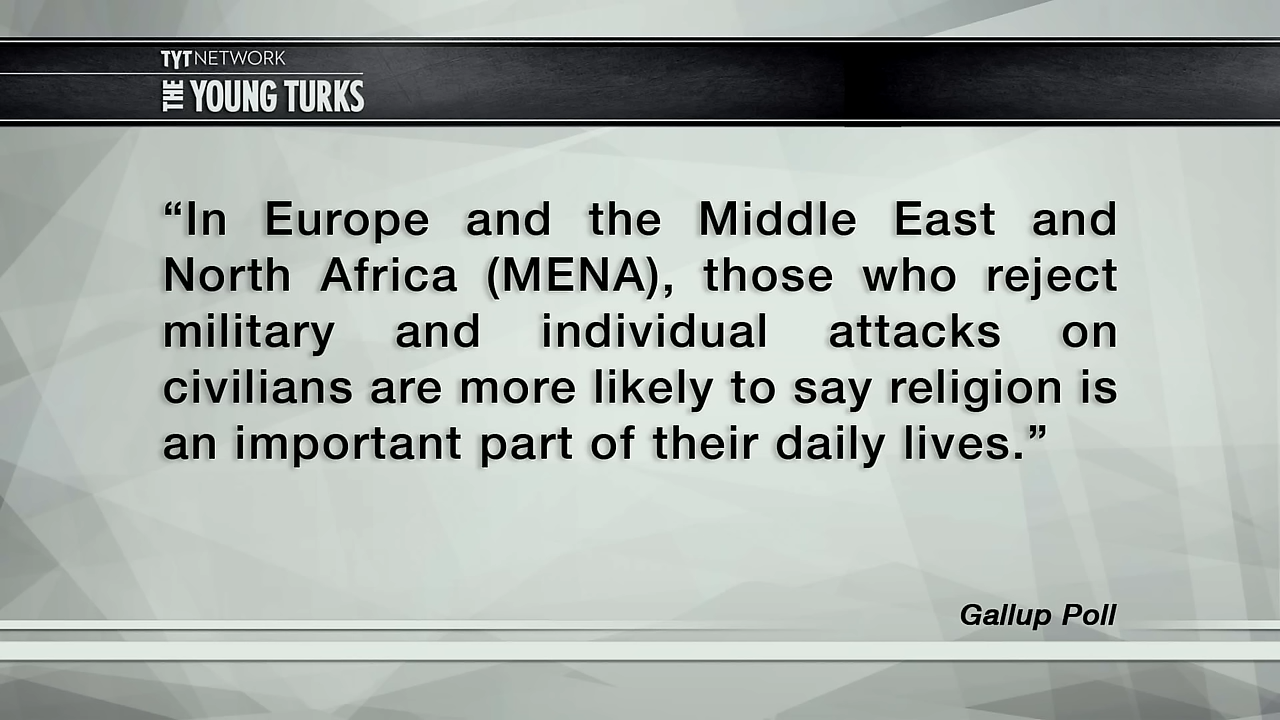 TYTNETWORK
THE YOUNG TURKS
“In Europe and the Middle East and
North Africa (MENA), those who reject
military and individual attacks on
civilians are more likely to say religion is
an important part of their daily lives.”
Gallup Poll